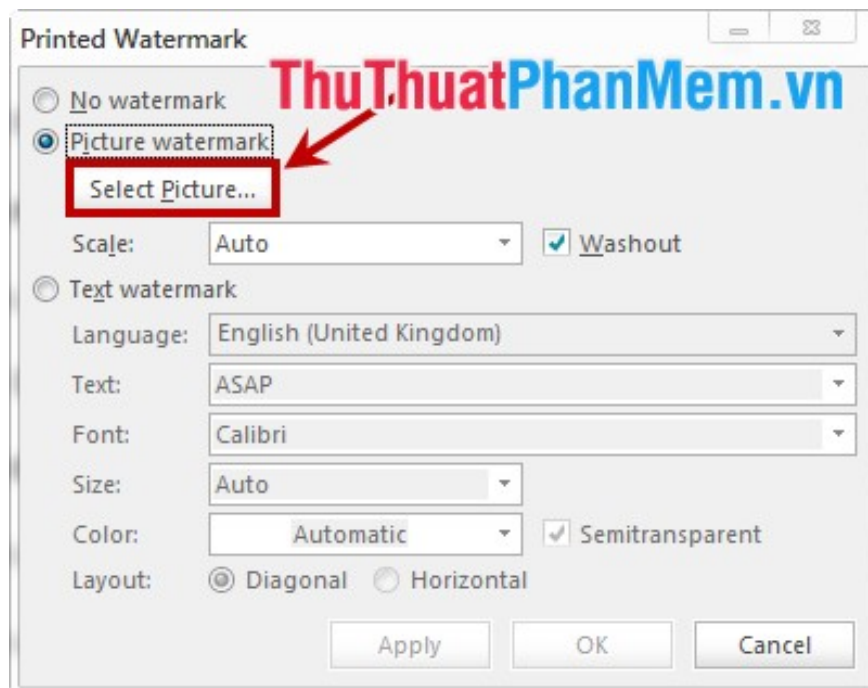 Printed Watermark
ThuThuatPhanMem.vn
No watermark
Picture watermark
Select Picture...
Scale: Auto Washout
Text watermark
Language: English (United Kingdom)
Text: ASAP
Font: Calibri
Size: Auto
Color: Automatic Semitransparent
Layout: Diagonal Horizontal
Apply OK Cancel